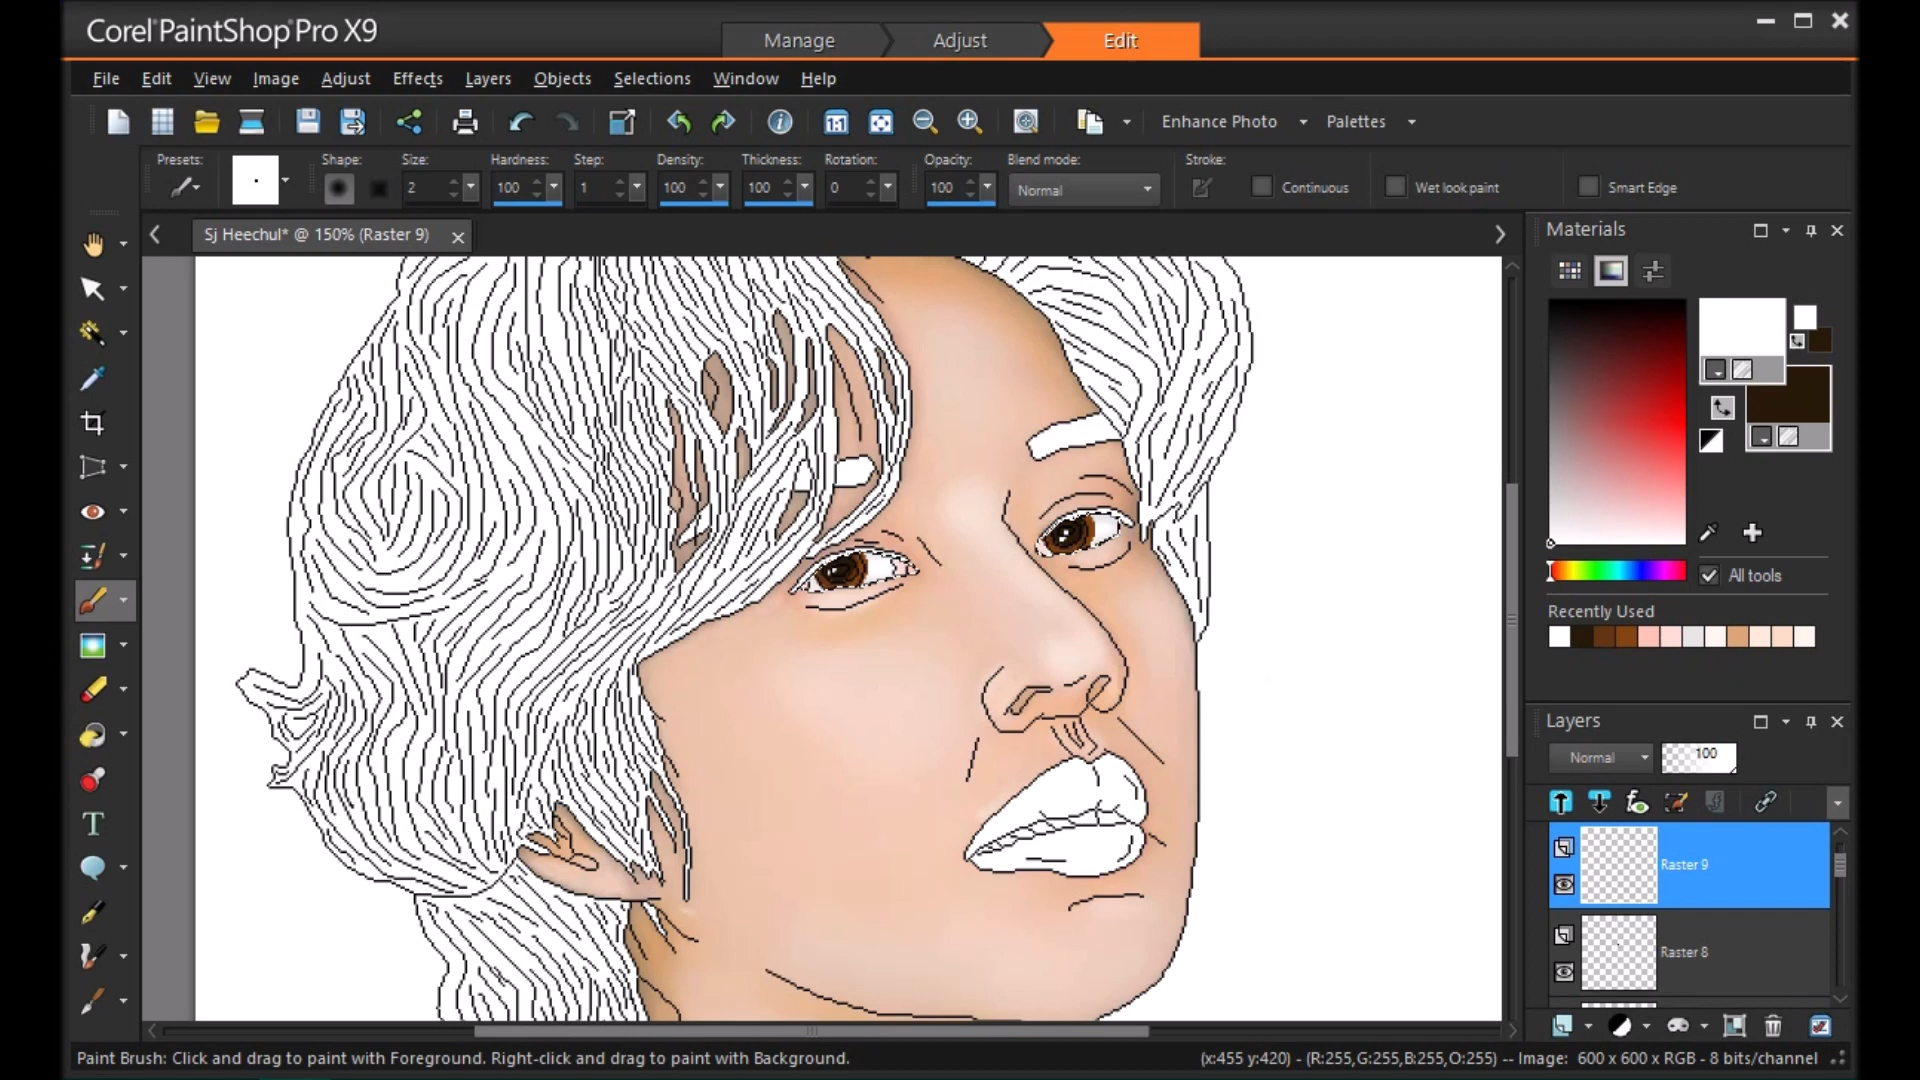 Corel PaintShop Pro X9
Manage Adjust Edit
File Edit View Image Adjust Effects Layers Objects Selections Window Help
1:1 Enhance Photo Palettes
Presets: Shape: Size: Hardness: Step: Density: Thickness: Rotation: Opacity: Blend mode: Stroke:
2 100 1 100 100 0 100 Normal Continuous Wet look paint Smart Edge
Sj Heechul* @ 150% (Raster 9)
Materials
All tools
Recently Used
Layers
Normal 100
Raster 9
Raster 8
T
Paint Brush: Click and drag to paint with Foreground. Right-click and drag to paint with Background. (x:455 y:420) - (R:255,G:255,B:255,O:255) -- Image: 600 x 600 x RGB - 8 bits/channel